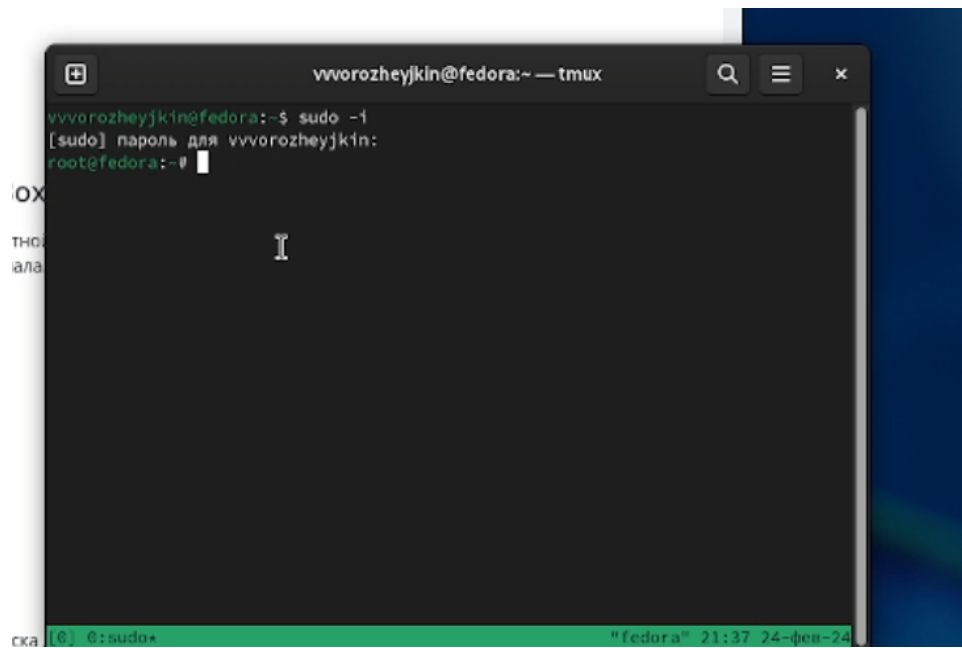 vvvorozheyjkin@fedora:~ — tmux
vvvorozheyjkin@fedora:~$ sudo -i
[sudo] пароль для vvvorozheyjkin:
root@fedora:~#
ска
[0] 0:sudo* "fedora" 21:37 24-фев-24